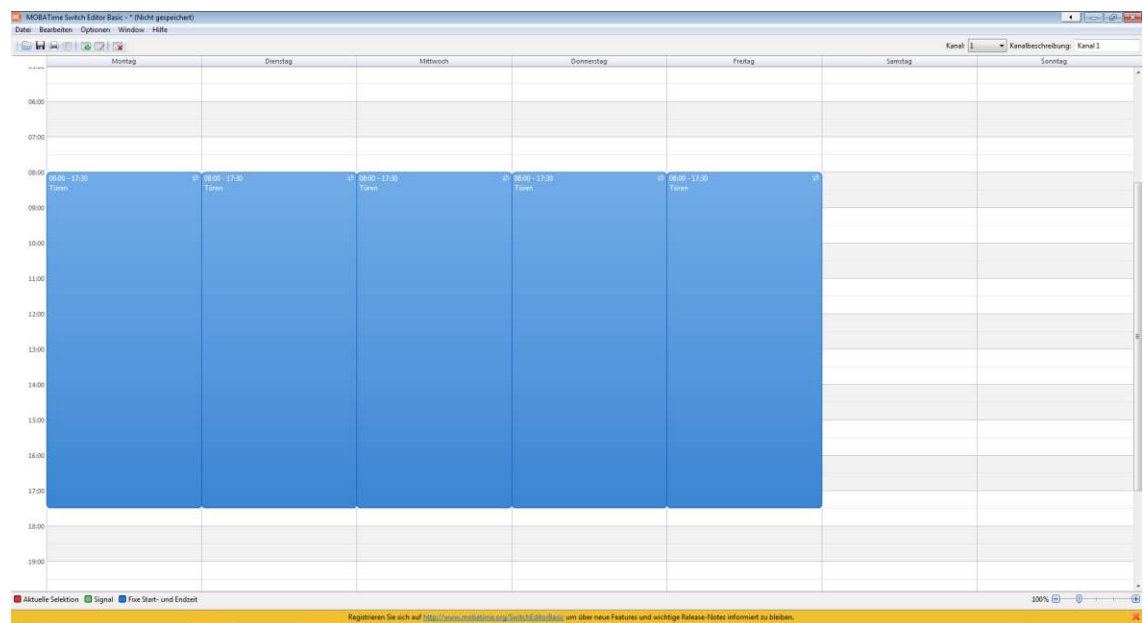 MOBATime Switch Editor Basic - * (Nicht gespeichert)
Datei Bearbeiten Optionen Window Hilfe
Kanal: 1 Kanalbeschreibung: Kanal 1
Montag Dienstag Mittwoch Donnerstag Freitag Samstag Sonntag
06:00
07:00
08:00
08:00 - 17:30 08:00 - 17:30 08:00 - 17:30 08:00 - 17:30 08:00 - 17:30
Türen Türen Türen Türen Türen
09:00
10:00
11:00
12:00
13:00
14:00
15:00
16:00
17:00
18:00
19:00
Aktuelle Selektion Signal Fixe Start- und Endzeit 100%
Registrieren Sie sich auf http://www.mobatime.org/SwitchEditorBasic um über neue Features und wichtige Release-Notes informiert zu bleiben.